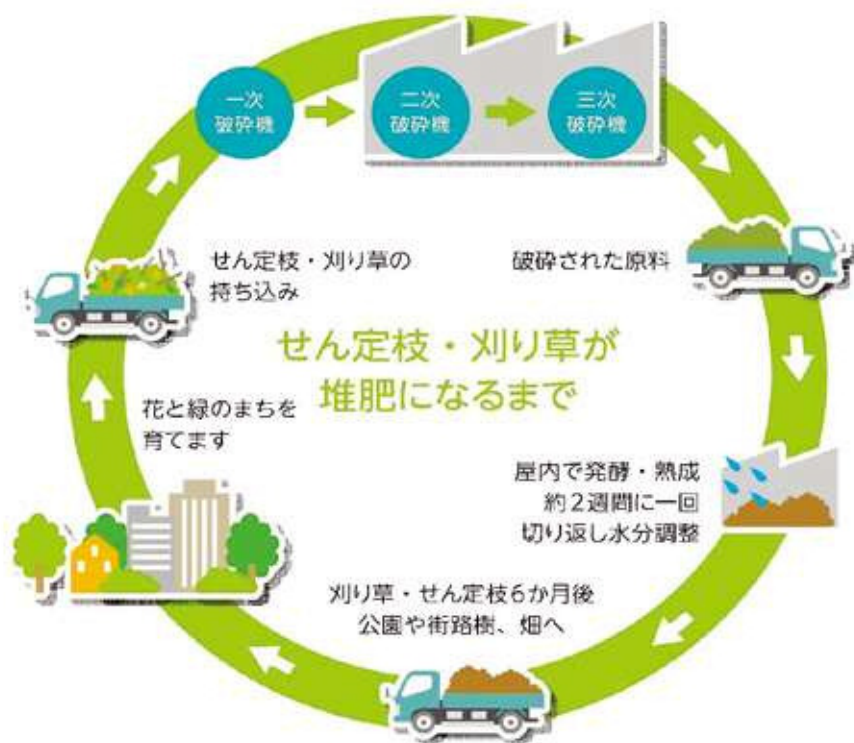 一次
破砕機
二次
破砕機
三次
破砕機
せん定枝・刈り草の
持ち込み
破砕された原料
せん定枝・刈り草が
堆肥になるまで
花と緑のまちを
育てます
屋内で発酵・熟成
約2週間に一回
切り返し水分調整
刈り草・せん定枝6か月後
公園や街路樹、畑へ